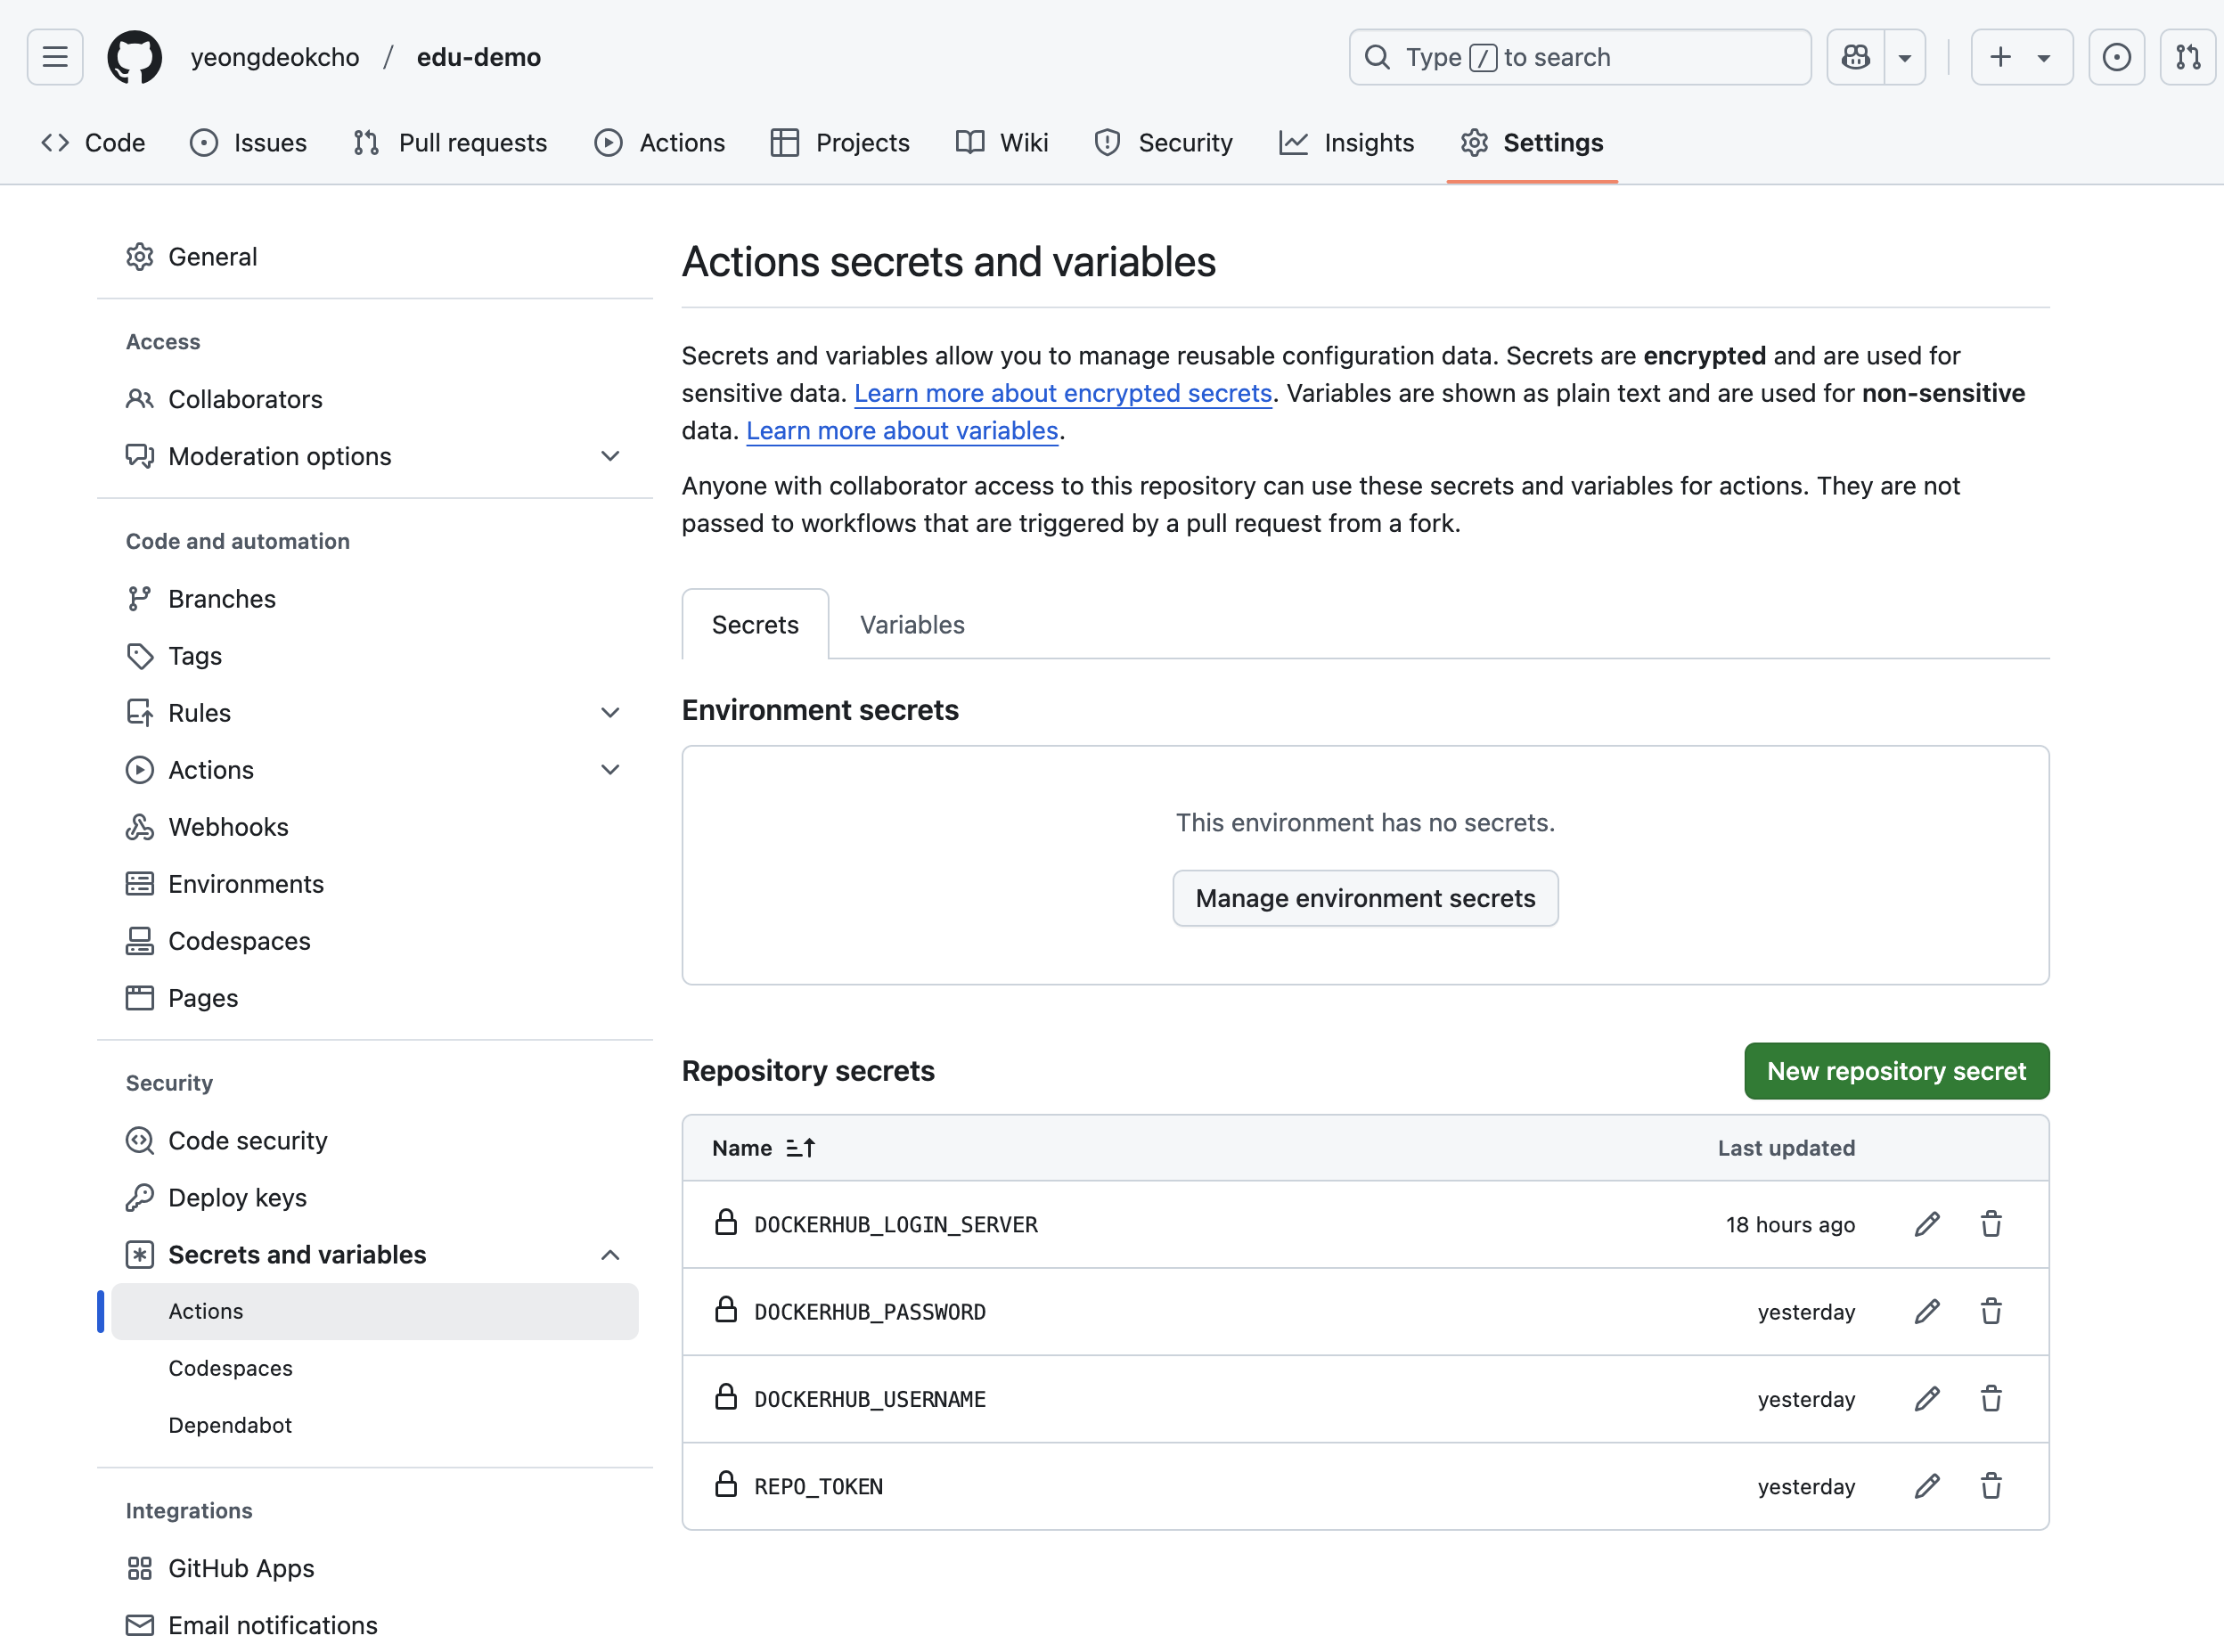 yeongdeokcho / edu-demo
Type / to search
Code
Issues
Pull requests
Actions
Projects
Wiki
Security
Insights
Settings
General
Access
Collaborators
Moderation options
Code and automation
Branches
Tags
Rules
Actions
Webhooks
Environments
Codespaces
Pages
Security
Code security
Deploy keys
Secrets and variables
Actions
Codespaces
Dependabot
Integrations
GitHub Apps
Email notifications
Actions secrets and variables
Secrets and variables allow you to manage reusable configuration data. Secrets are encrypted and are used for
sensitive data. Learn more about encrypted secrets. Variables are shown as plain text and are used for non-sensitive
data. Learn more about variables.
Anyone with collaborator access to this repository can use these secrets and variables for actions. They are not
passed to workflows that are triggered by a pull request from a fork.
Secrets
Variables
Environment secrets
This environment has no secrets.
Manage environment secrets
Repository secrets
New repository secret
Name
Last updated
DOCKERHUB_LOGIN_SERVER
18 hours ago
DOCKERHUB_PASSWORD
yesterday
DOCKERHUB_USERNAME
yesterday
REPO_TOKEN
yesterday